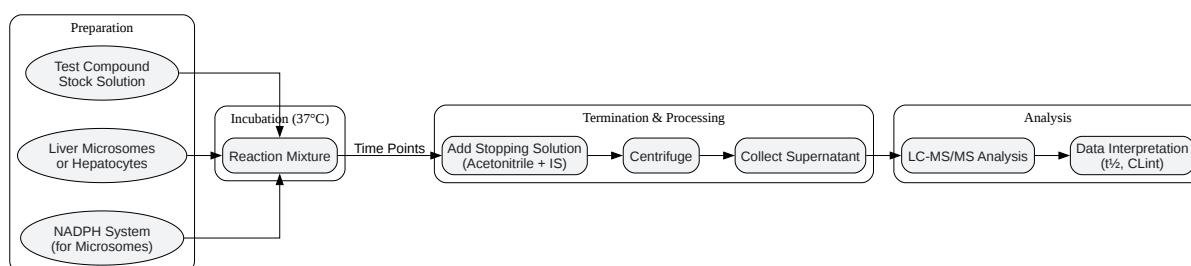 Preparation
Test Compound
Stock Solution
Liver Microsomes
or Hepatocytes
NADPH System
(for Microsomes)
Incubation (37°C)
Reaction Mixture
Time Points
Termination & Processing
Add Stopping Solution
(Acetonitrile + IS)
Centrifuge
Collect Supernatant
Analysis
LC-MS/MS Analysis
Data Interpretation
(t½, CLint)